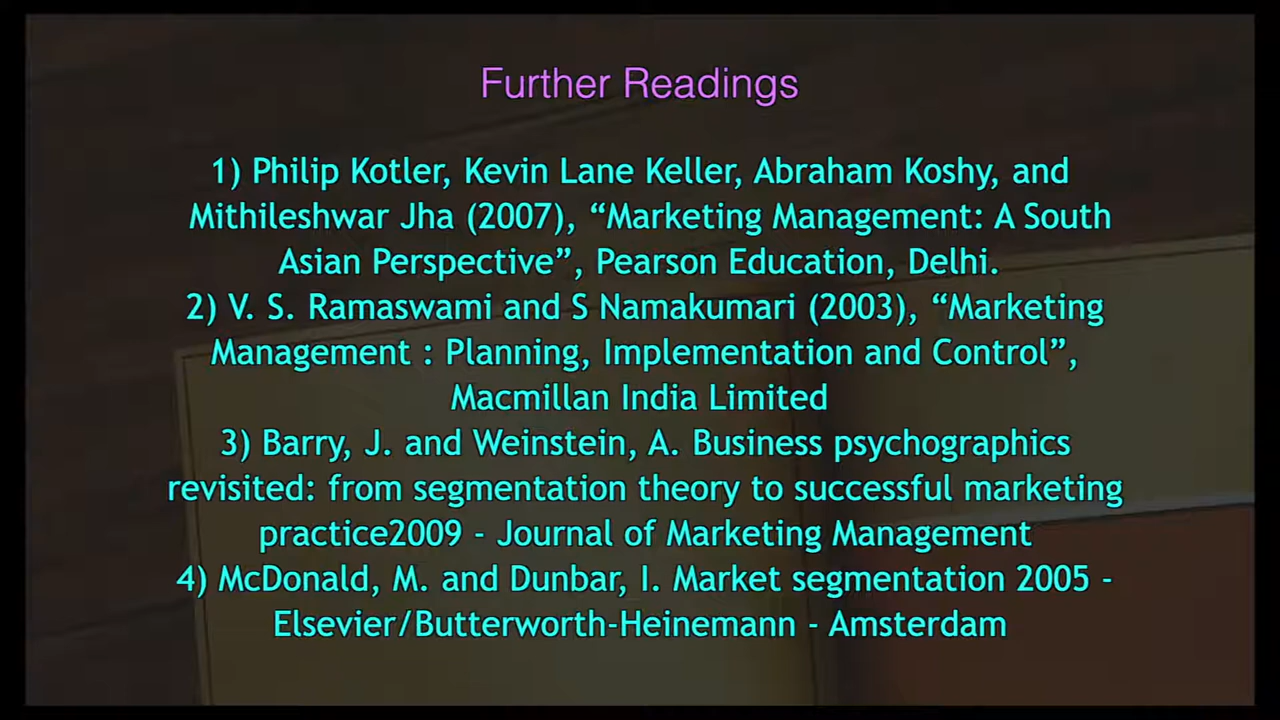 Further Readings
1) Philip Kotler, Kevin Lane Keller, Abraham Koshy, and
Mithileshwar Jha (2007), “Marketing Management: A South
Asian Perspective”, Pearson Education, Delhi.
2) V. S. Ramaswami and S Namakumari (2003), “Marketing
Management : Planning, Implementation and Control”,
Macmillan India Limited
3) Barry, J. and Weinstein, A. Business psychographics
revisited: from segmentation theory to successful marketing
practice2009 - Journal of Marketing Management
4) McDonald, M. and Dunbar, I. Market segmentation 2005 -
Elsevier/Butterworth-Heinemann - Amsterdam